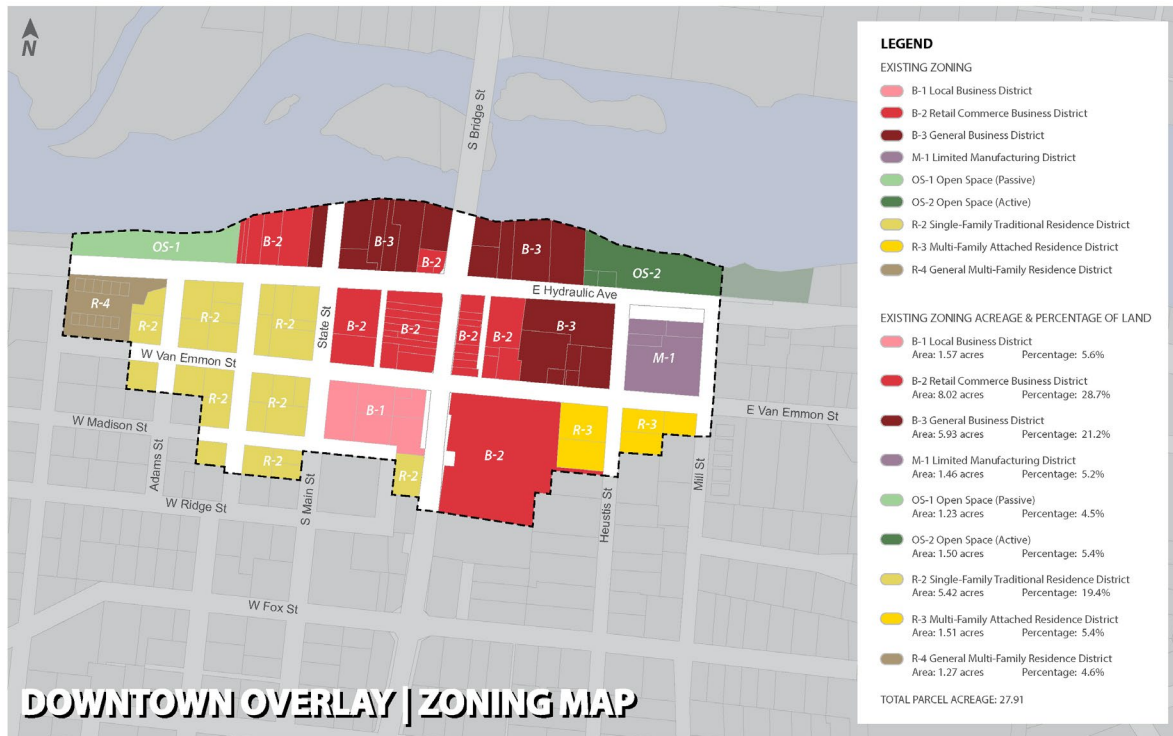 N
S Bridge St
OS-1
B-2
B-3
B-2
B-3
OS-2
E Hydraulic Ave
R-4
R-2
R-2
R-2
State St
B-2
B-2
B-2
B-2
B-3
M-1
W Van Emmon St
R-2
R-2
B-1
R-3
R-3
E Van Emmon St
W Madison St
Adams St
R-2
S Main St
R-2
B-2
Heustis St
Mill St
W Ridge St
W Fox St
DOWNTOWN OVERLAY | ZONING MAP
LEGEND
EXISTING ZONING
B-1 Local Business District
B-2 Retail Commerce Business District
B-3 General Business District
M-1 Limited Manufacturing District
OS-1 Open Space (Passive)
OS-2 Open Space (Active)
R-2 Single-Family Traditional Residence District
R-3 Multi-Family Attached Residence District
R-4 General Multi-Family Residence District
EXISTING ZONING ACREAGE & PERCENTAGE OF LAND
B-1 Local Business District
Area: 1.57 acres Percentage: 5.6%
B-2 Retail Commerce Business District
Area: 8.02 acres Percentage: 28.7%
B-3 General Business District
Area: 5.93 acres Percentage: 21.2%
M-1 Limited Manufacturing District
Area: 1.46 acres Percentage: 5.2%
OS-1 Open Space (Passive)
Area: 1.23 acres Percentage: 4.5%
OS-2 Open Space (Active)
Area: 1.50 acres Percentage: 5.4%
R-2 Single-Family Traditional Residence District
Area: 5.42 acres Percentage: 19.4%
R-3 Multi-Family Attached Residence District
Area: 1.51 acres Percentage: 5.4%
R-4 General Multi-Family Residence District
Area: 1.27 acres Percentage: 4.6%
TOTAL PARCEL ACREAGE: 27.91